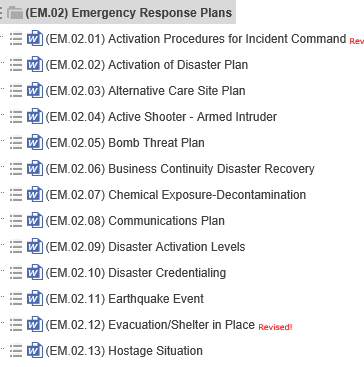 (EM.02) Emergency Response Plans
(EM.02.01) Activation Procedures for Incident Command Rev
(EM.02.02) Activation of Disaster Plan
(EM.02.03) Alternative Care Site Plan
(EM.02.04) Active Shooter - Armed Intruder
(EM.02.05) Bomb Threat Plan
(EM.02.06) Business Continuity Disaster Recovery
(EM.02.07) Chemical Exposure-Decontamination
(EM.02.08) Communications Plan
(EM.02.09) Disaster Activation Levels
(EM.02.10) Disaster Credentialing
(EM.02.11) Earthquake Event
(EM.02.12) Evacuation/Shelter in Place Revised!
(EM.02.13) Hostage Situation